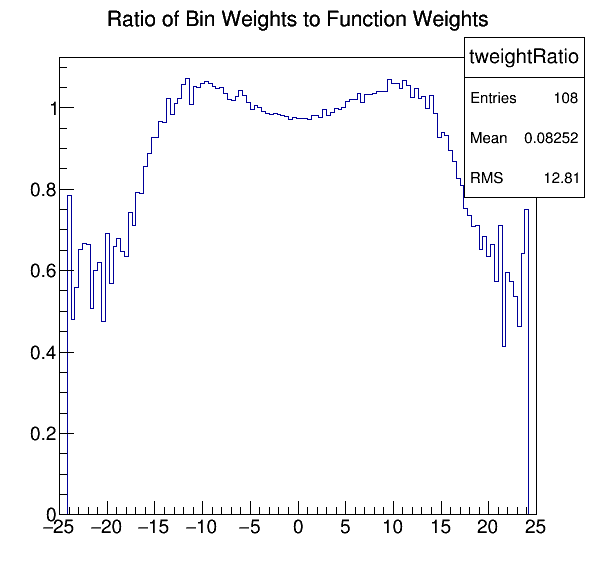 Ratio of Bin Weights to Function Weights
tweightRatio
Entries 108
Mean 0.08252
RMS 12.81
1
0.8
0.6
0.4
0.2
0
−25 −20 −15 −10 −5 0 5 10 15 20 25